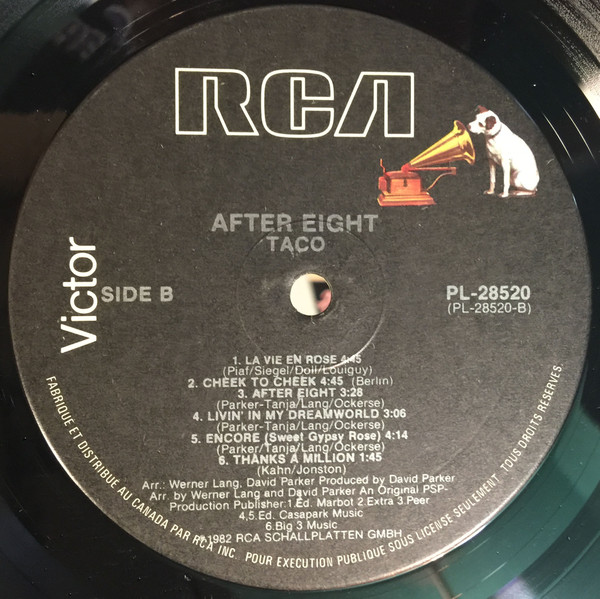 RCA
AFTER EIGHT
TACO
Victor
SIDE B
PL-28520
(PL-28520-B)
1. LA VIE EN ROSE 4:45
(Piaf/Siegel/Doll/Louiguy)
2. CHEEK TO CHEEK 4:45 (Berlin)
3. AFTER EIGHT 3:28
(Parker-Tanja/Lang/Ockerse)
4. LIVIN' IN MY DREAMWORLD 3:06
(Parker-Tanja/Lang/Ockerse)
5. ENCORE (Sweet Gypsy Rose) 4:14
(Parker/Tanja/Lang/Ockerse)
6. THANKS A MILLION 1:45
(Kahn/Jonston)
Arr.: Werner Lang, David Parker Produced by David Parker
Arr. by Werner Lang and David Parker An Original PSP-
Production Publisher: 1.Ed. Marbot 2.Extra 3.Peer
4,5.Ed. Casapark Music
6.Big 3 Music
℗ 1982 RCA SCHALLPLATTEN GMBH
FABRIQUE ET DISTRIBUE AU CANADA PAR RCA INC. POUR EXECUTION PUBLIQUE SOUS LICENSE SEULEMENT. TOUS DROITS RESERVES.